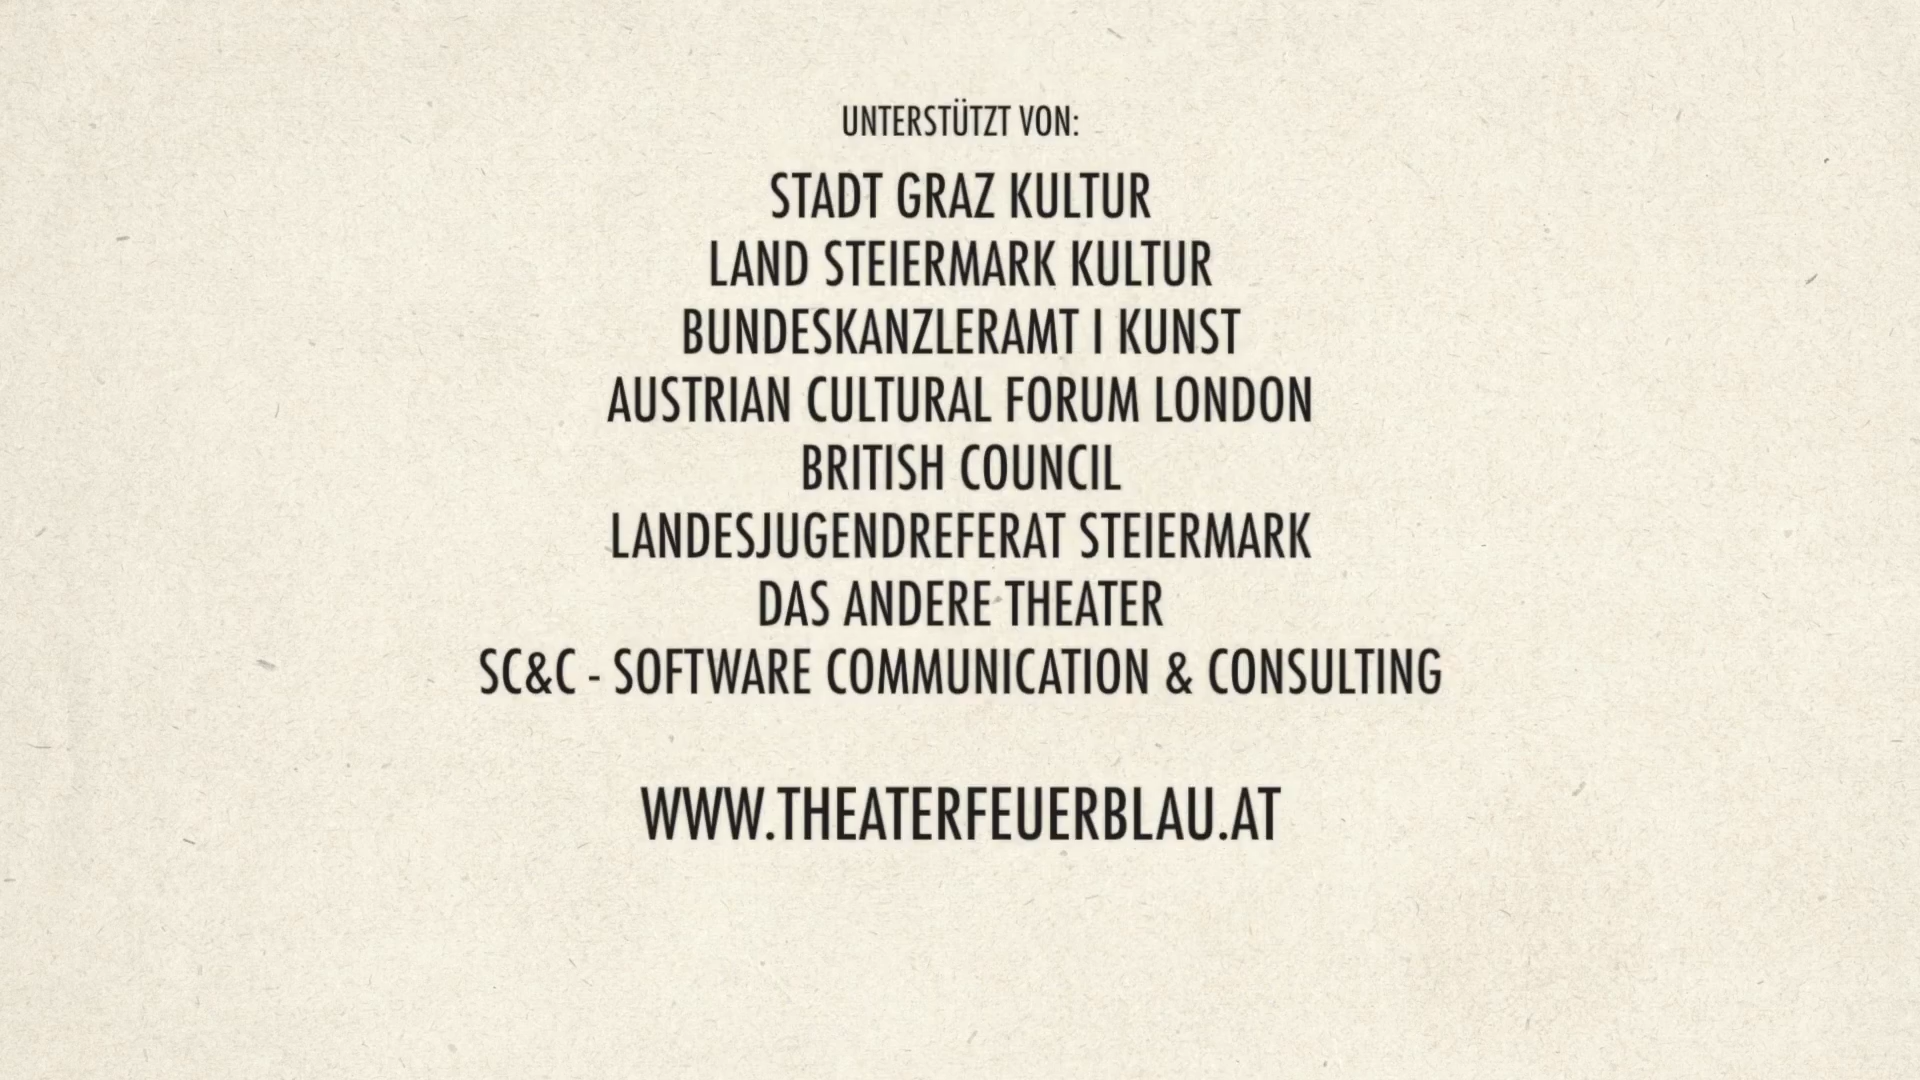 UNTERSTÜTZT VON:
STADT GRAZ KULTUR
LAND STEIERMARK KULTUR
BUNDESKANZLERAMT I KUNST
AUSTRIAN CULTURAL FORUM LONDON
BRITISH COUNCIL
LANDESJUGENDREFERAT STEIERMARK
DAS ANDERE THEATER
SC&C - SOFTWARE COMMUNICATION & CONSULTING
WWW.THEATERFEUERBLAU.AT